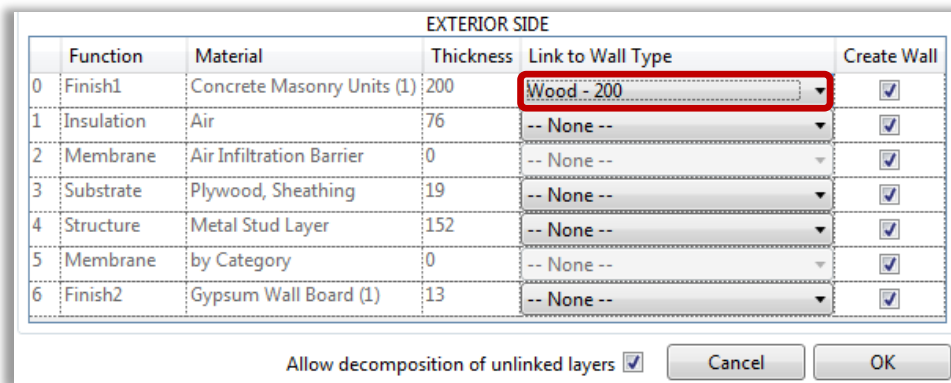 EXTERIOR SIDE
Function Material Thickness Link to Wall Type Create Wall
0 Finish1 Concrete Masonry Units (1) 200 Wood - 200
1 Insulation Air 76 -- None --
2 Membrane Air Infiltration Barrier 0 -- None --
3 Substrate Plywood, Sheathing 19 -- None --
4 Structure Metal Stud Layer 152 -- None --
5 Membrane by Category 0 -- None --
6 Finish2 Gypsum Wall Board (1) 13 -- None --
Allow decomposition of unlinked layers Cancel OK